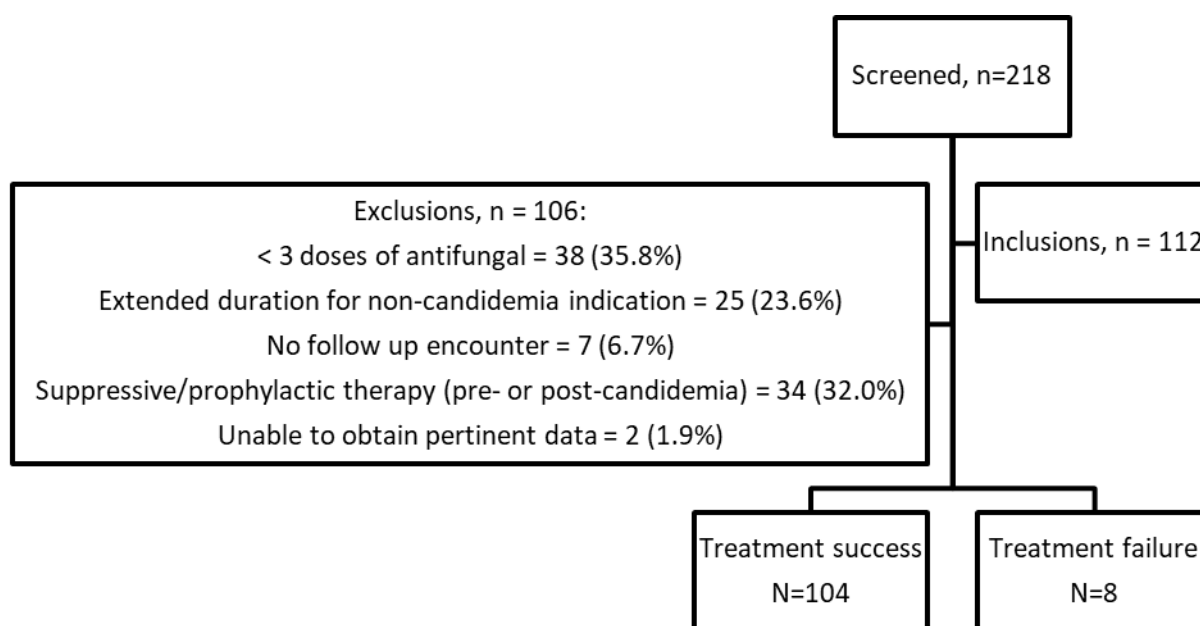 Screened, n=218
Exclusions, n = 106:
< 3 doses of antifungal = 38 (35.8%)
Extended duration for non-candidemia indication = 25 (23.6%)
No follow up encounter = 7 (6.7%)
Suppressive/prophylactic therapy (pre- or post-candidemia) = 34 (32.0%)
Unable to obtain pertinent data = 2 (1.9%)
Inclusions, n = 112
Treatment success
N=104
Treatment failure
N=8